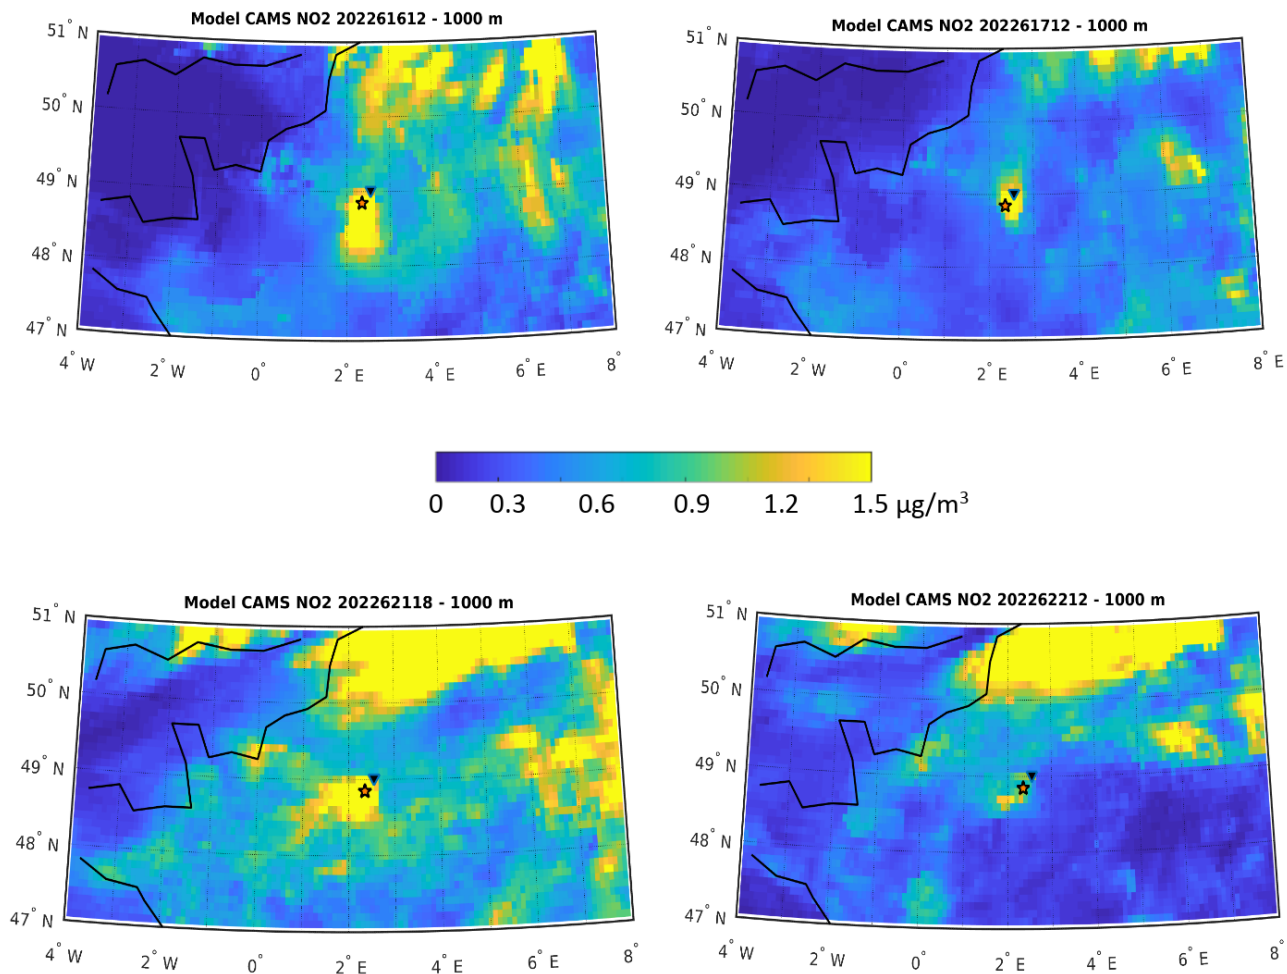 Model CAMS NO2 202261612 - 1000 m
51° N
50° N
49° N
48° N
47° N
4° W
2° W
0°
2° E
4° E
6° E
8°
Model CAMS NO2 202261712 - 1000 m
51° N
50° N
49° N
48° N
47° N
4° W
2° W
0°
2° E
4° E
6° E
8° E
0 0.3 0.6 0.9 1.2 1.5 µg/m³
Model CAMS NO2 202262118 - 1000 m
51° N
50° N
49° N
48° N
47° N
4° W
2° W
0°
2° E
4° E
6° E
8°
Model CAMS NO2 202262212 - 1000 m
51° N
50° N
49° N
48° N
47° N
4° W
2° W
0°
2° E
4° E
6° E
8°